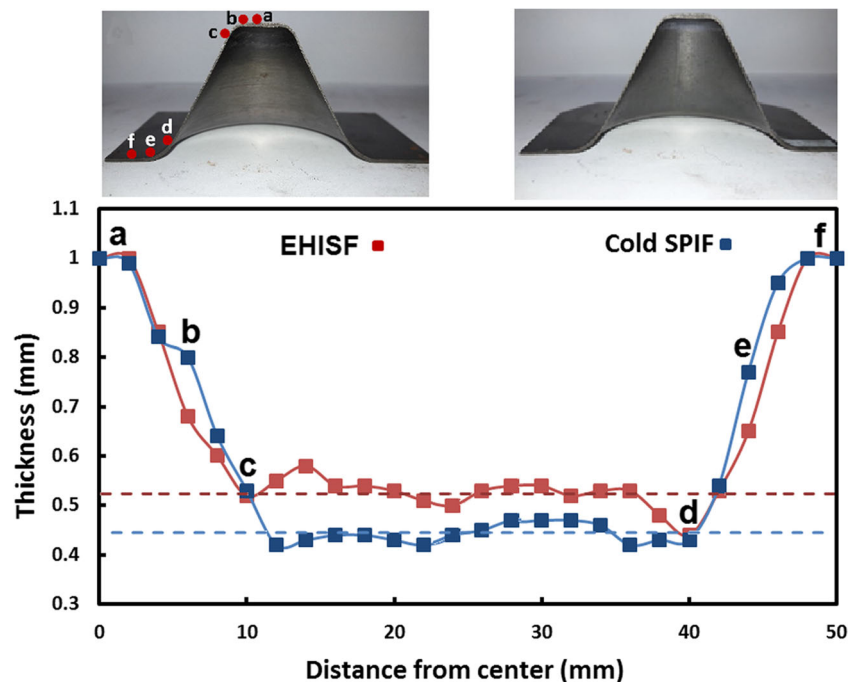 b a
c
d
f e
1.1
1
0.9
0.8
0.7
0.6
0.5
0.4
0.3
Thickness (mm)
a
EHISF
Cold SPIF
f
b
e
c
d
0
10
20
30
40
50
Distance from center (mm)